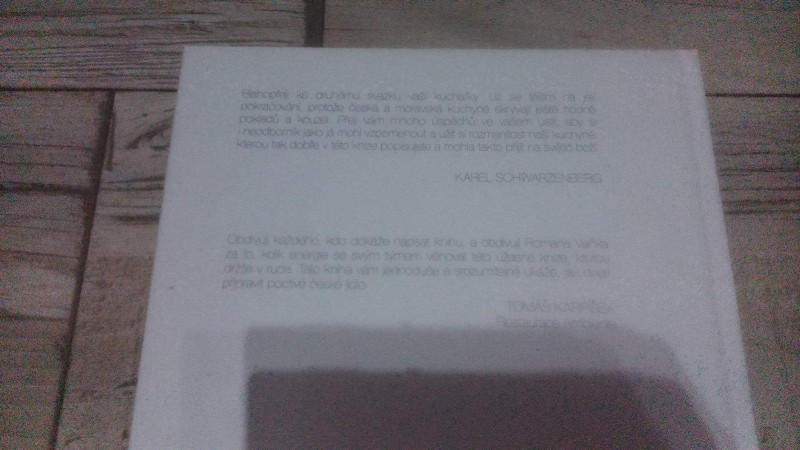 Blahopřeji ke druhému svazku vaší kuchařky. Už se těším na její
pokračování, protože česká a moravská kuchyně skrývají ještě hodně
pokladů a kouzel. Přeji vám mnoho úspěchů ve vašem úsilí, aby si
i neodborník jako já mohl vzpomenout a užít si rozmanitosti naší kuchyně,
kterou tak dobře v této knize popisujete a mohla takto přijít na světlo boží.
KAREL SCHWARZENBERG
Obdivuji každého, kdo dokáže napsat knihu, a obdivuji Romana Vaňka
za to, kolik energie se svým týmem věnoval této úžasné knize, kterou
držíte v ruce. Tato kniha vám jednoduše a srozumitelně ukáže, jak
připravit poctivé české jídlo.
TOMÁŠ KARPÍŠEK